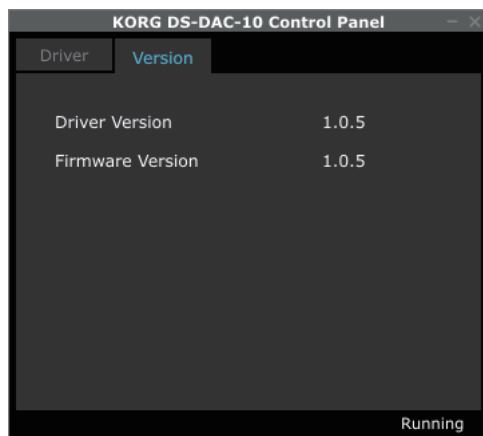 KORG DS-DAC-10 Control Panel
Driver Version
Driver Version 1.0.5
Firmware Version 1.0.5
Running